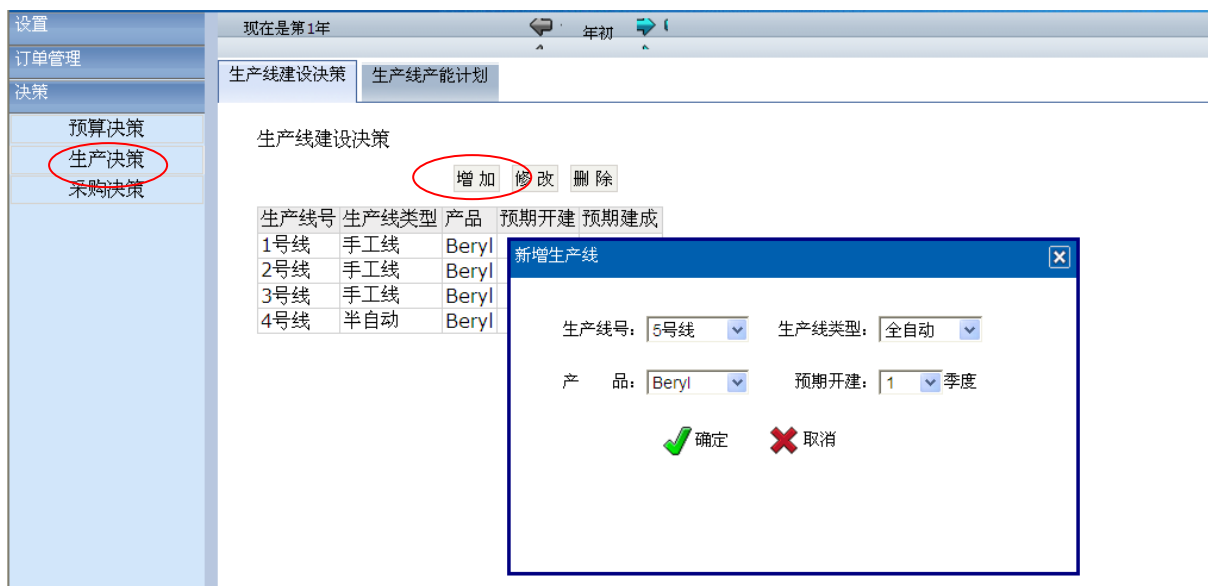 设置
订单管理
决策
预算决策
生产决策
采购决策
现在是第1年
年初
生产线建设决策 生产线产能计划
生产线建设决策
增加 修改 删除
生产线号 生产线类型 产品 预期开建 预期建成
1号线 手工线 Beryl
2号线 手工线 Beryl
3号线 手工线 Beryl
4号线 半自动 Beryl
新增生产线
生产线号: 5号线 生产线类型: 全自动
产 品: Beryl 预期开建: 1 季度
确定 取消